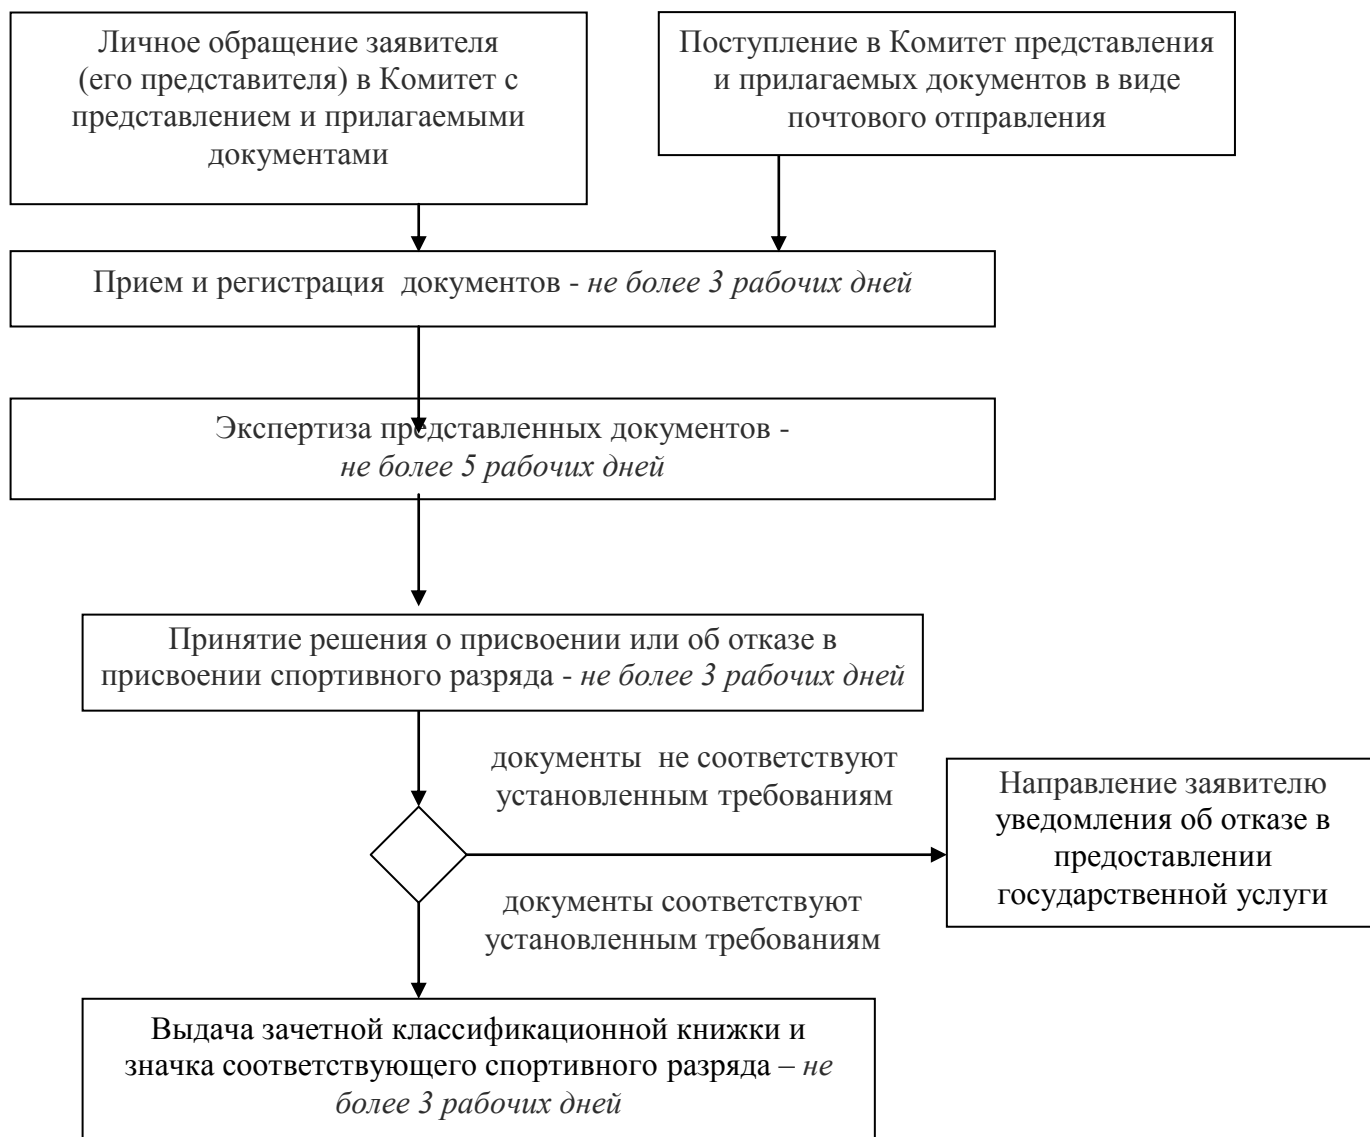 Личное обращение заявителя
(его представителя) в Комитет с
представлением и прилагаемыми
документами
Поступление в Комитет представления
и прилагаемых документов в виде
почтового отправления
Прием и регистрация  документов - не более 3 рабочих дней
Экспертиза представленных документов -
не более 5 рабочих дней
Принятие решения о присвоении или об отказе в
присвоении спортивного разряда - не более 3 рабочих дней
документы  не соответствуют
установленным требованиям
Направление заявителю
уведомления об отказе в
предоставлении
государственной услуги
документы соответствуют
установленным требованиям
Выдача зачетной классификационной книжки и
значка соответствующего спортивного разряда – не
более 3 рабочих дней